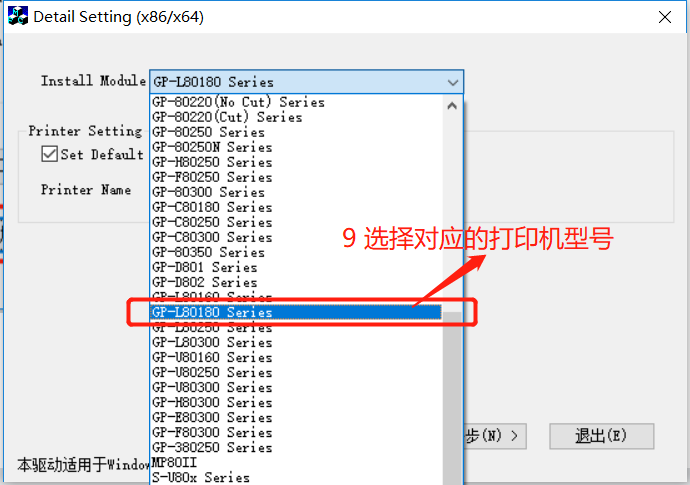 Detail Setting (x86/x64)
Install Module
GP-L80180 Series
GP-80220(No Cut) Series
GP-80220(Cut) Series
GP-80250 Series
GP-80250N Series
GP-H80250 Series
GP-F80250 Series
GP-80300 Series
GP-C80180 Series
GP-C80250 Series
GP-C80300 Series
GP-80350 Series
GP-D801 Series
GP-D802 Series
GP-L80160 Series
GP-L80180 Series
GP-L80250 Series
GP-L80300 Series
GP-U80160 Series
GP-U80250 Series
GP-U80300 Series
GP-H80300 Series
GP-E80300 Series
GP-F80300 Series
GP-380250 Series
MP80II
S-U80x Series
Printer Setting
Set Default
Printer Name
9 选择对应的打印机型号
步(N) >
退出(E)
本驱动适用于Window